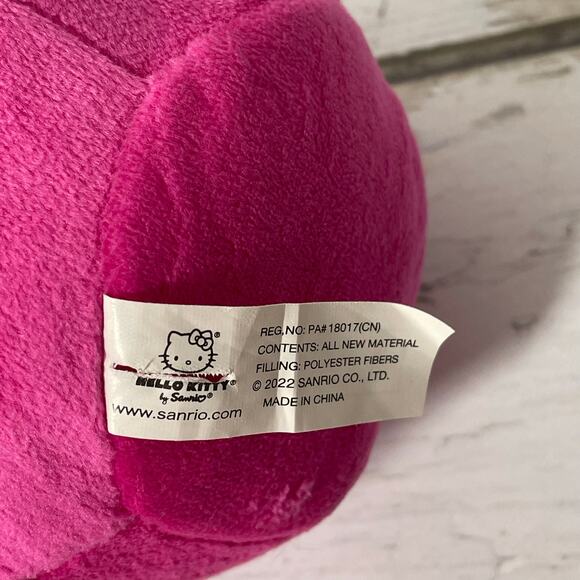 HELLO KITTY®
by Sanrio
www.sanrio.com
REG.NO: PA#18017(CN)
CONTENTS: ALL NEW MATERIAL
FILLING: POLYESTER FIBERS
© 2022 SANRIO CO., LTD.
MADE IN CHINA